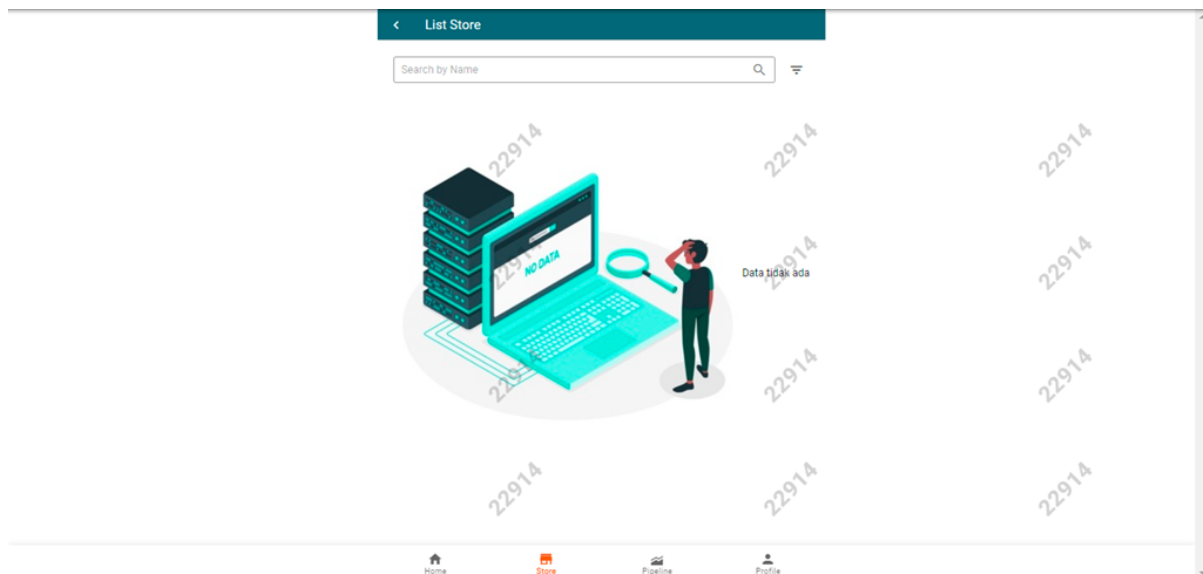 List Store
Search by Name
22914 22914 22914
NO DATA
22914 22914 22914
Data tidak ada
22914 22914 22914
22914 22914 22914
Home Store Pipeline Profile